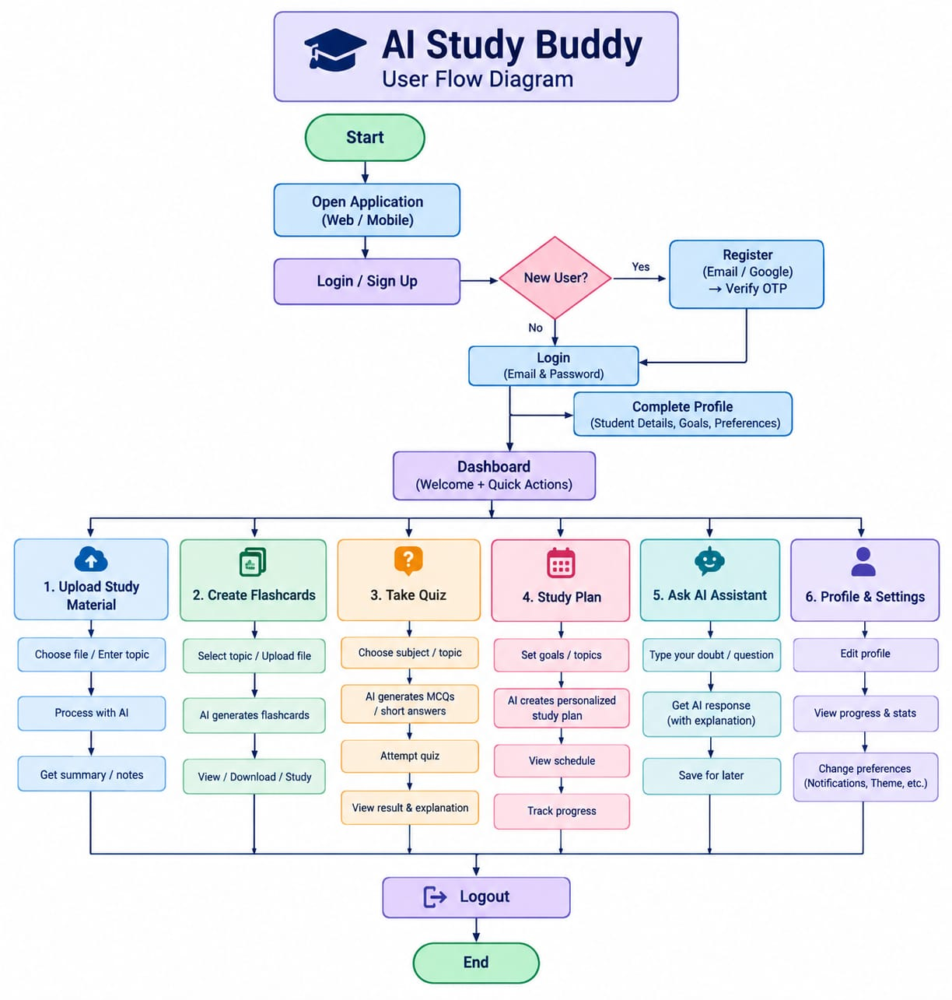 AI Study Buddy
User Flow Diagram
Start
Open Application
(Web / Mobile)
Login / Sign Up
New User?
Yes
Register
(Email / Google)
→ Verify OTP
No
Login
(Email & Password)
Complete Profile
(Student Details, Goals, Preferences)
Dashboard
(Welcome + Quick Actions)
1. Upload Study
Material
Choose file / Enter topic
Process with AI
Get summary / notes
2. Create Flashcards
Select topic / Upload file
AI generates flashcards
View / Download / Study
3. Take Quiz
Choose subject / topic
AI generates MCQs
/ short answers
Attempt quiz
View result & explanation
4. Study Plan
Set goals / topics
AI creates personalized
study plan
View schedule
Track progress
5. Ask AI Assistant
Type your doubt / question
Get AI response
(with explanation)
Save for later
6. Profile & Settings
Edit profile
View progress & stats
Change preferences
(Notifications, Theme, etc.)
Logout
End